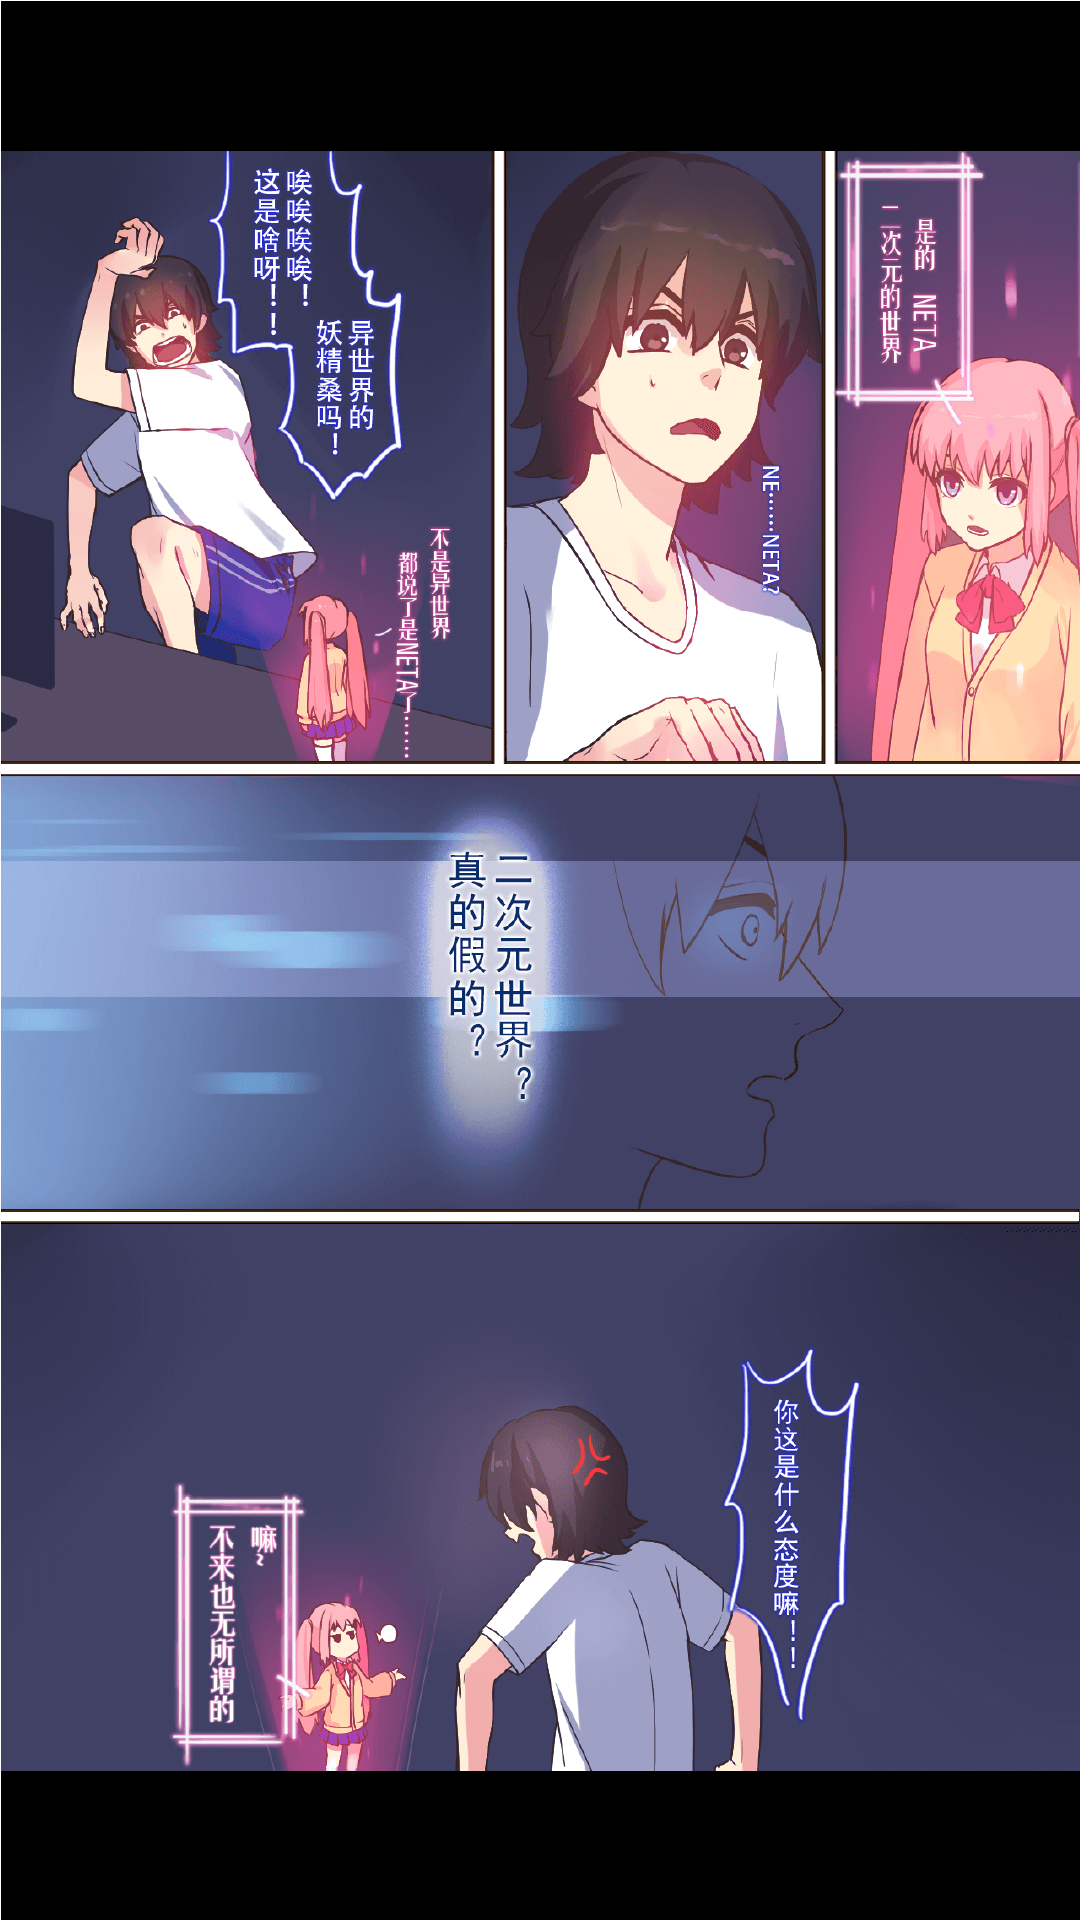 唉唉唉唉！
这是啥呀！！
异世界的
妖精桑吗！
不是异世界
都说了是NETA了……
NE……NETA?
是的 NETA
二次元的世界
二次元世界？
真的假的？
嘛~
不来也无所谓的
你这是什么态度嘛！！